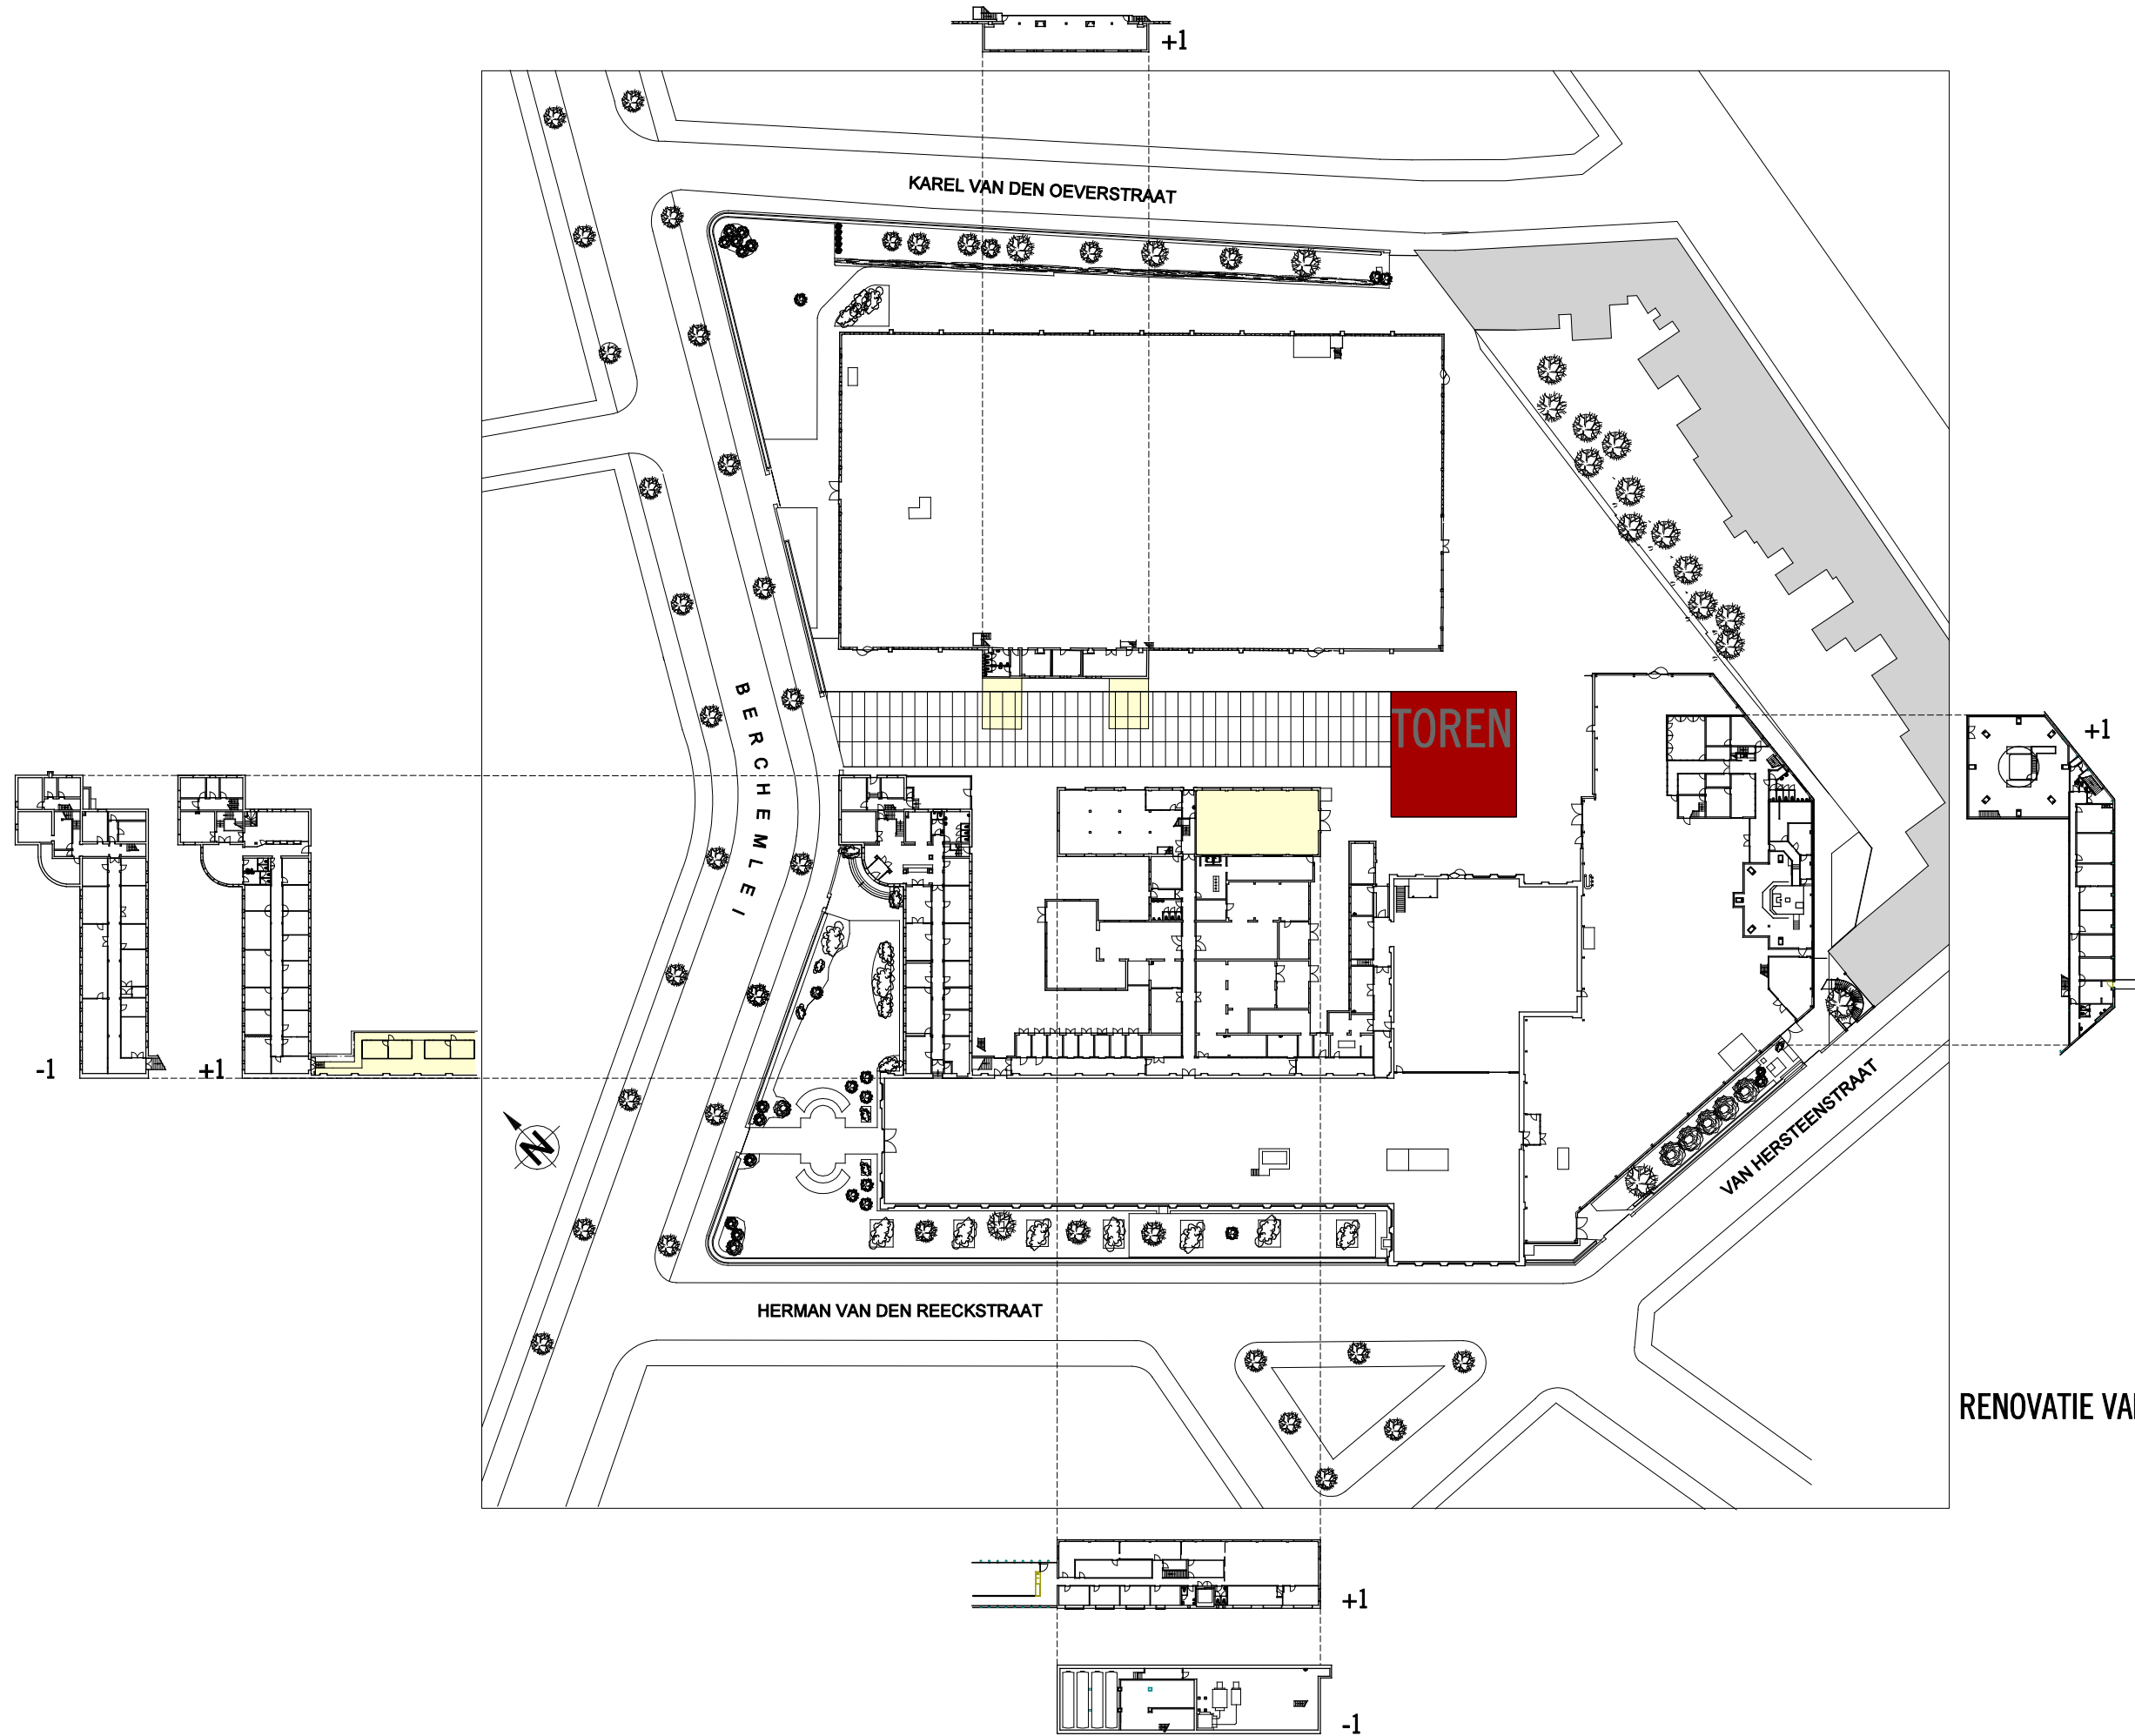 +1
KAREL VAN DEN OEVERSTRAAT
BERCHEMLEI
TOREN
+1
-1
+1
N
VAN HERSTEENSTRAAT
HERMAN VAN DEN REECKSTRAAT
RENOVATIE VA
+1
-1